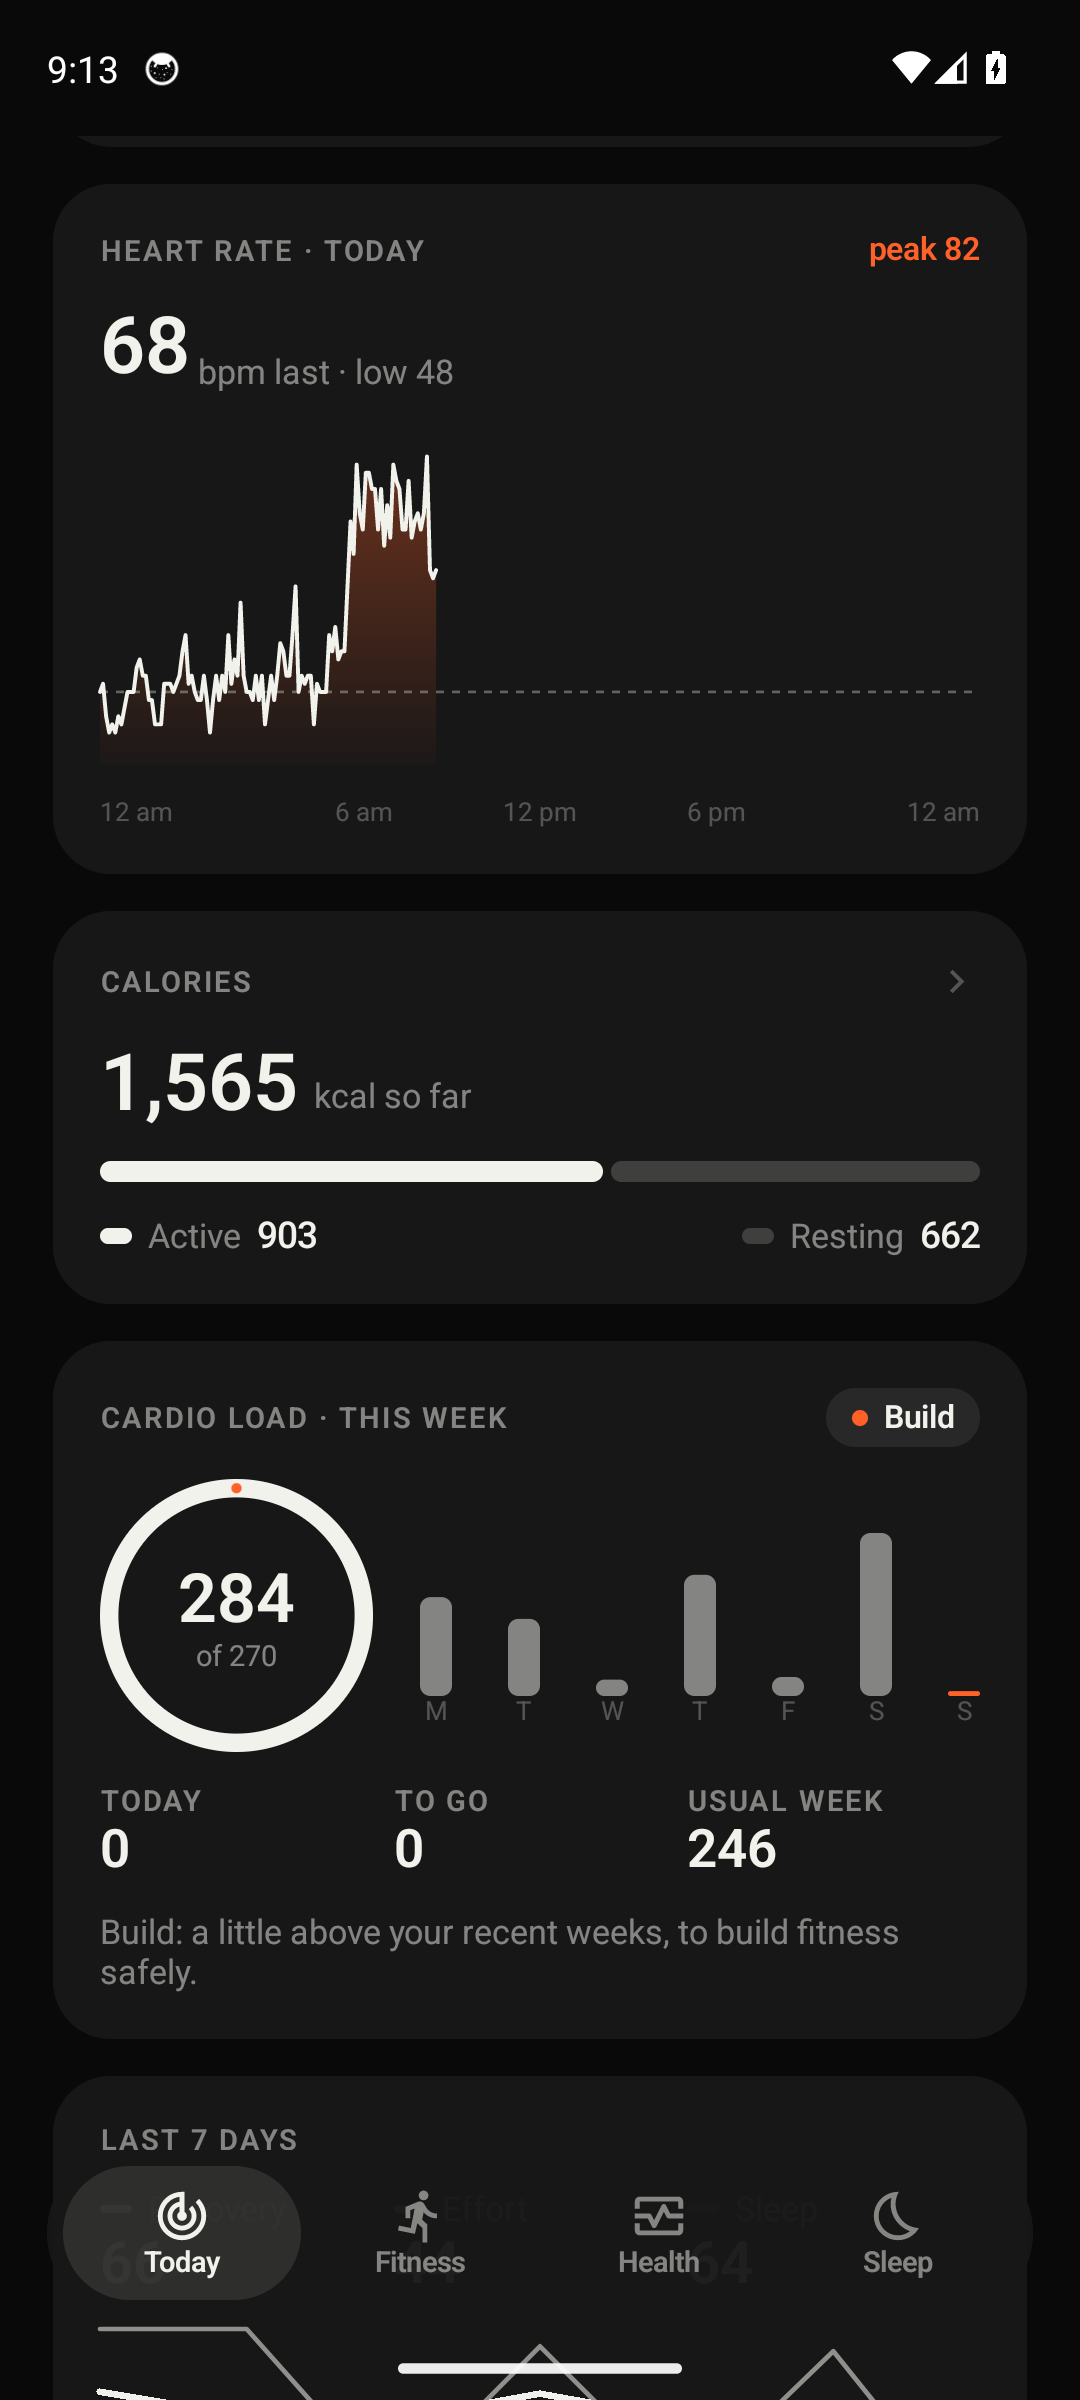 9:13
HEART RATE · TODAY
peak 82
68 bpm last · low 48
12 am 6 am 12 pm 6 pm 12 am
CALORIES
1,565 kcal so far
Active 903
Resting 662
CARDIO LOAD · THIS WEEK
Build
284
of 270
M T W T F S S
TODAY TO GO USUAL WEEK
0 0 246
Build: a little above your recent weeks, to build fitness
safely.
LAST 7 DAYS
Effort Sleep
64
Today Fitness Health Sleep